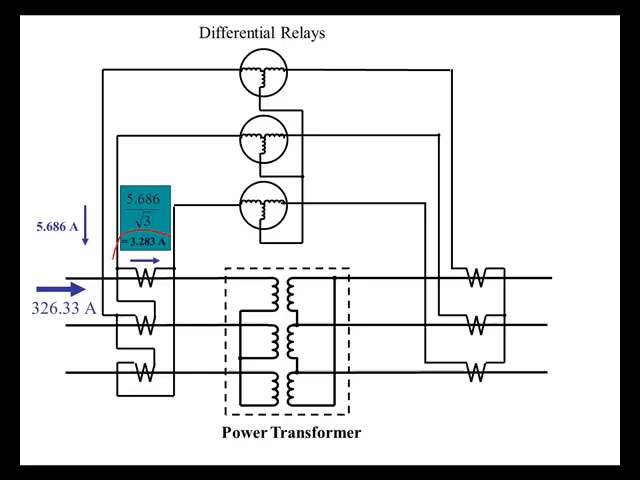 Differential Relays
5.686
√3
= 3.283 A
5.686 A
326.33 A
Power Transformer